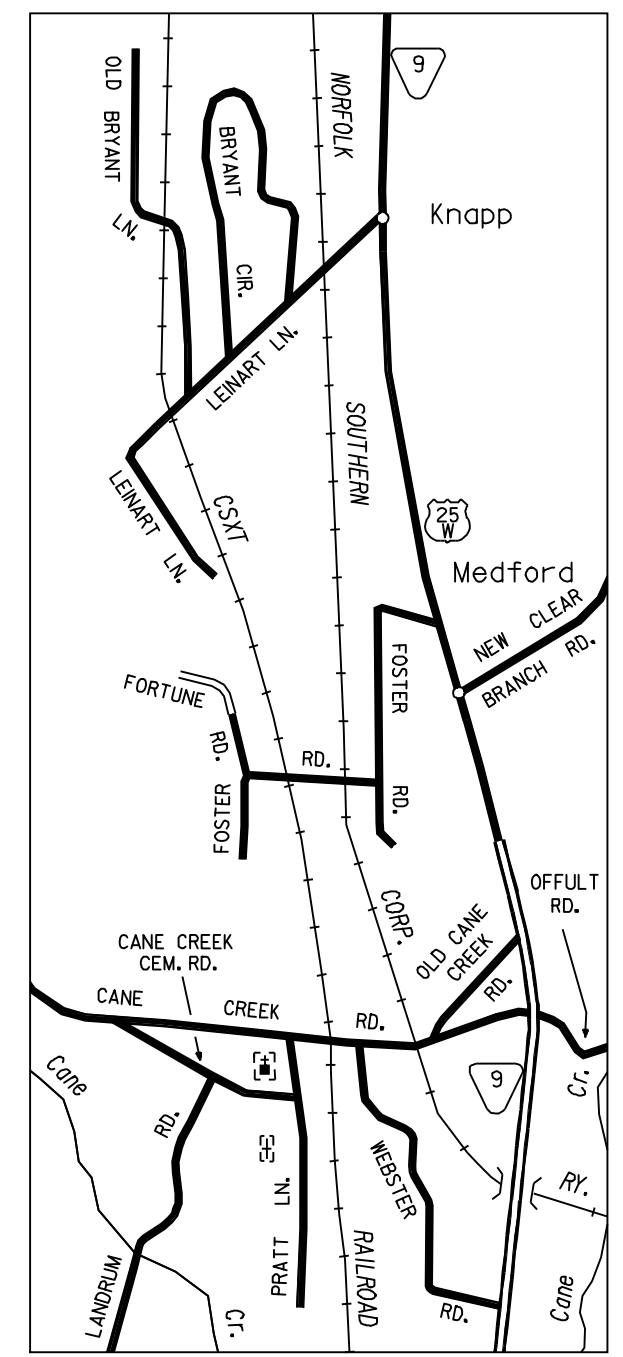 9
OLD BRYANT
LN.
BRYANT
CIR.
NORFOLK
Knapp
LEINART LN.
SOUTHERN
LEINART
LN.
CSXT
25
W
Medford
NEW CLEAR
BRANCH RD.
FORTUNE
RD.
RD.
FOSTER
RD.
FOSTER
CORP.
OFFULT
RD.
OLD CANE
CREEK
RD.
CANE CREEK
CEM. RD.
CANE CREEK RD.
Cane
9
Cr.
RD.
WEBSTER
RD.
RY.
PRATT LN.
RAILROAD
LANDRUM
Cr.
Cane